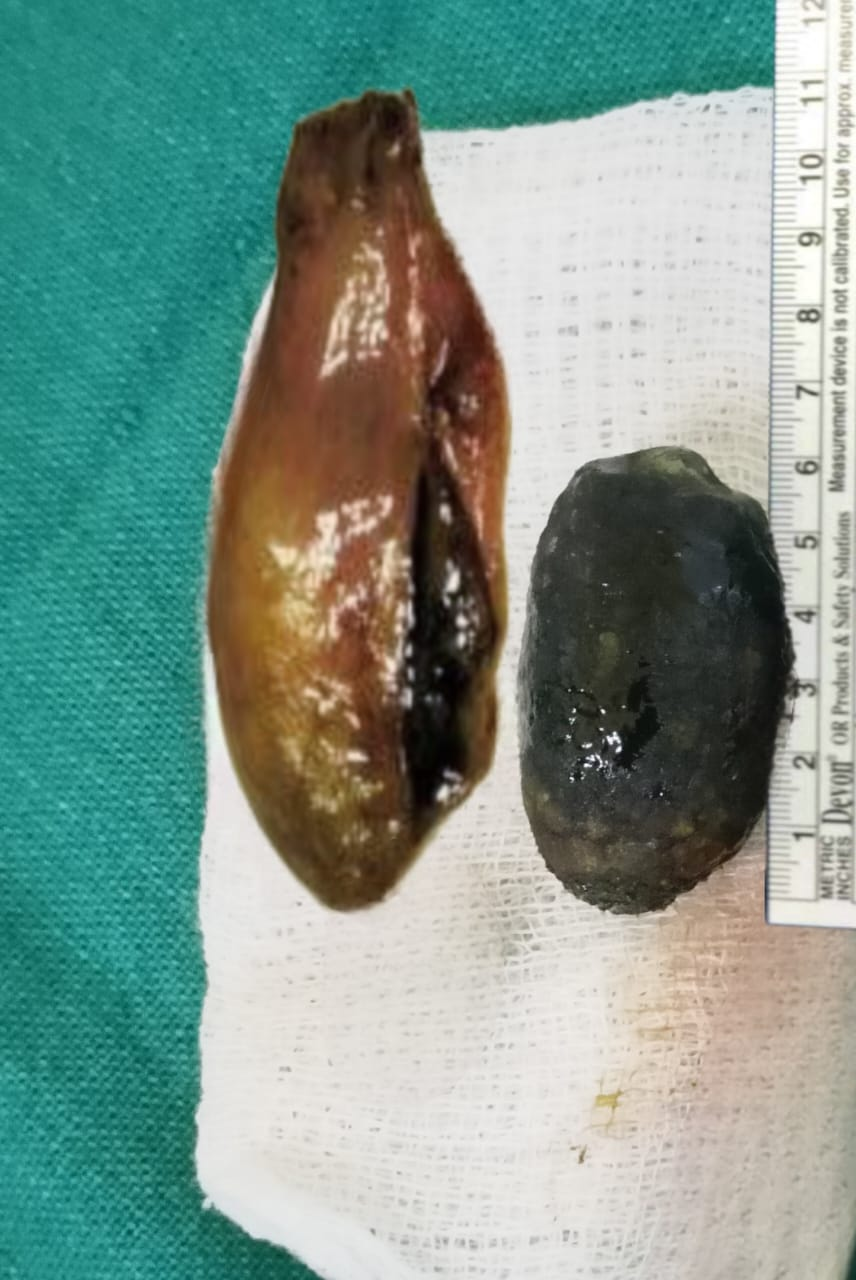 METRIC 1 2 3 4 5 6 7 8 9 10 11 12
INCHES Devon OR Products & Safety Solutions Measurement device is not calibrated. Use for approx.